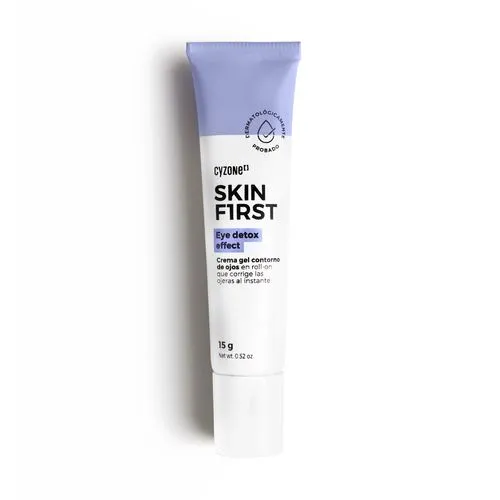 DERMATOLÓGICAMENTE
PROBADO
cyzone
SKIN
F1RST
Eye detox
effect
Crema gel contorno
de ojos en roll-on
que corrige las
ojeras al instante.
15 g
Net wt. 0.52 oz.